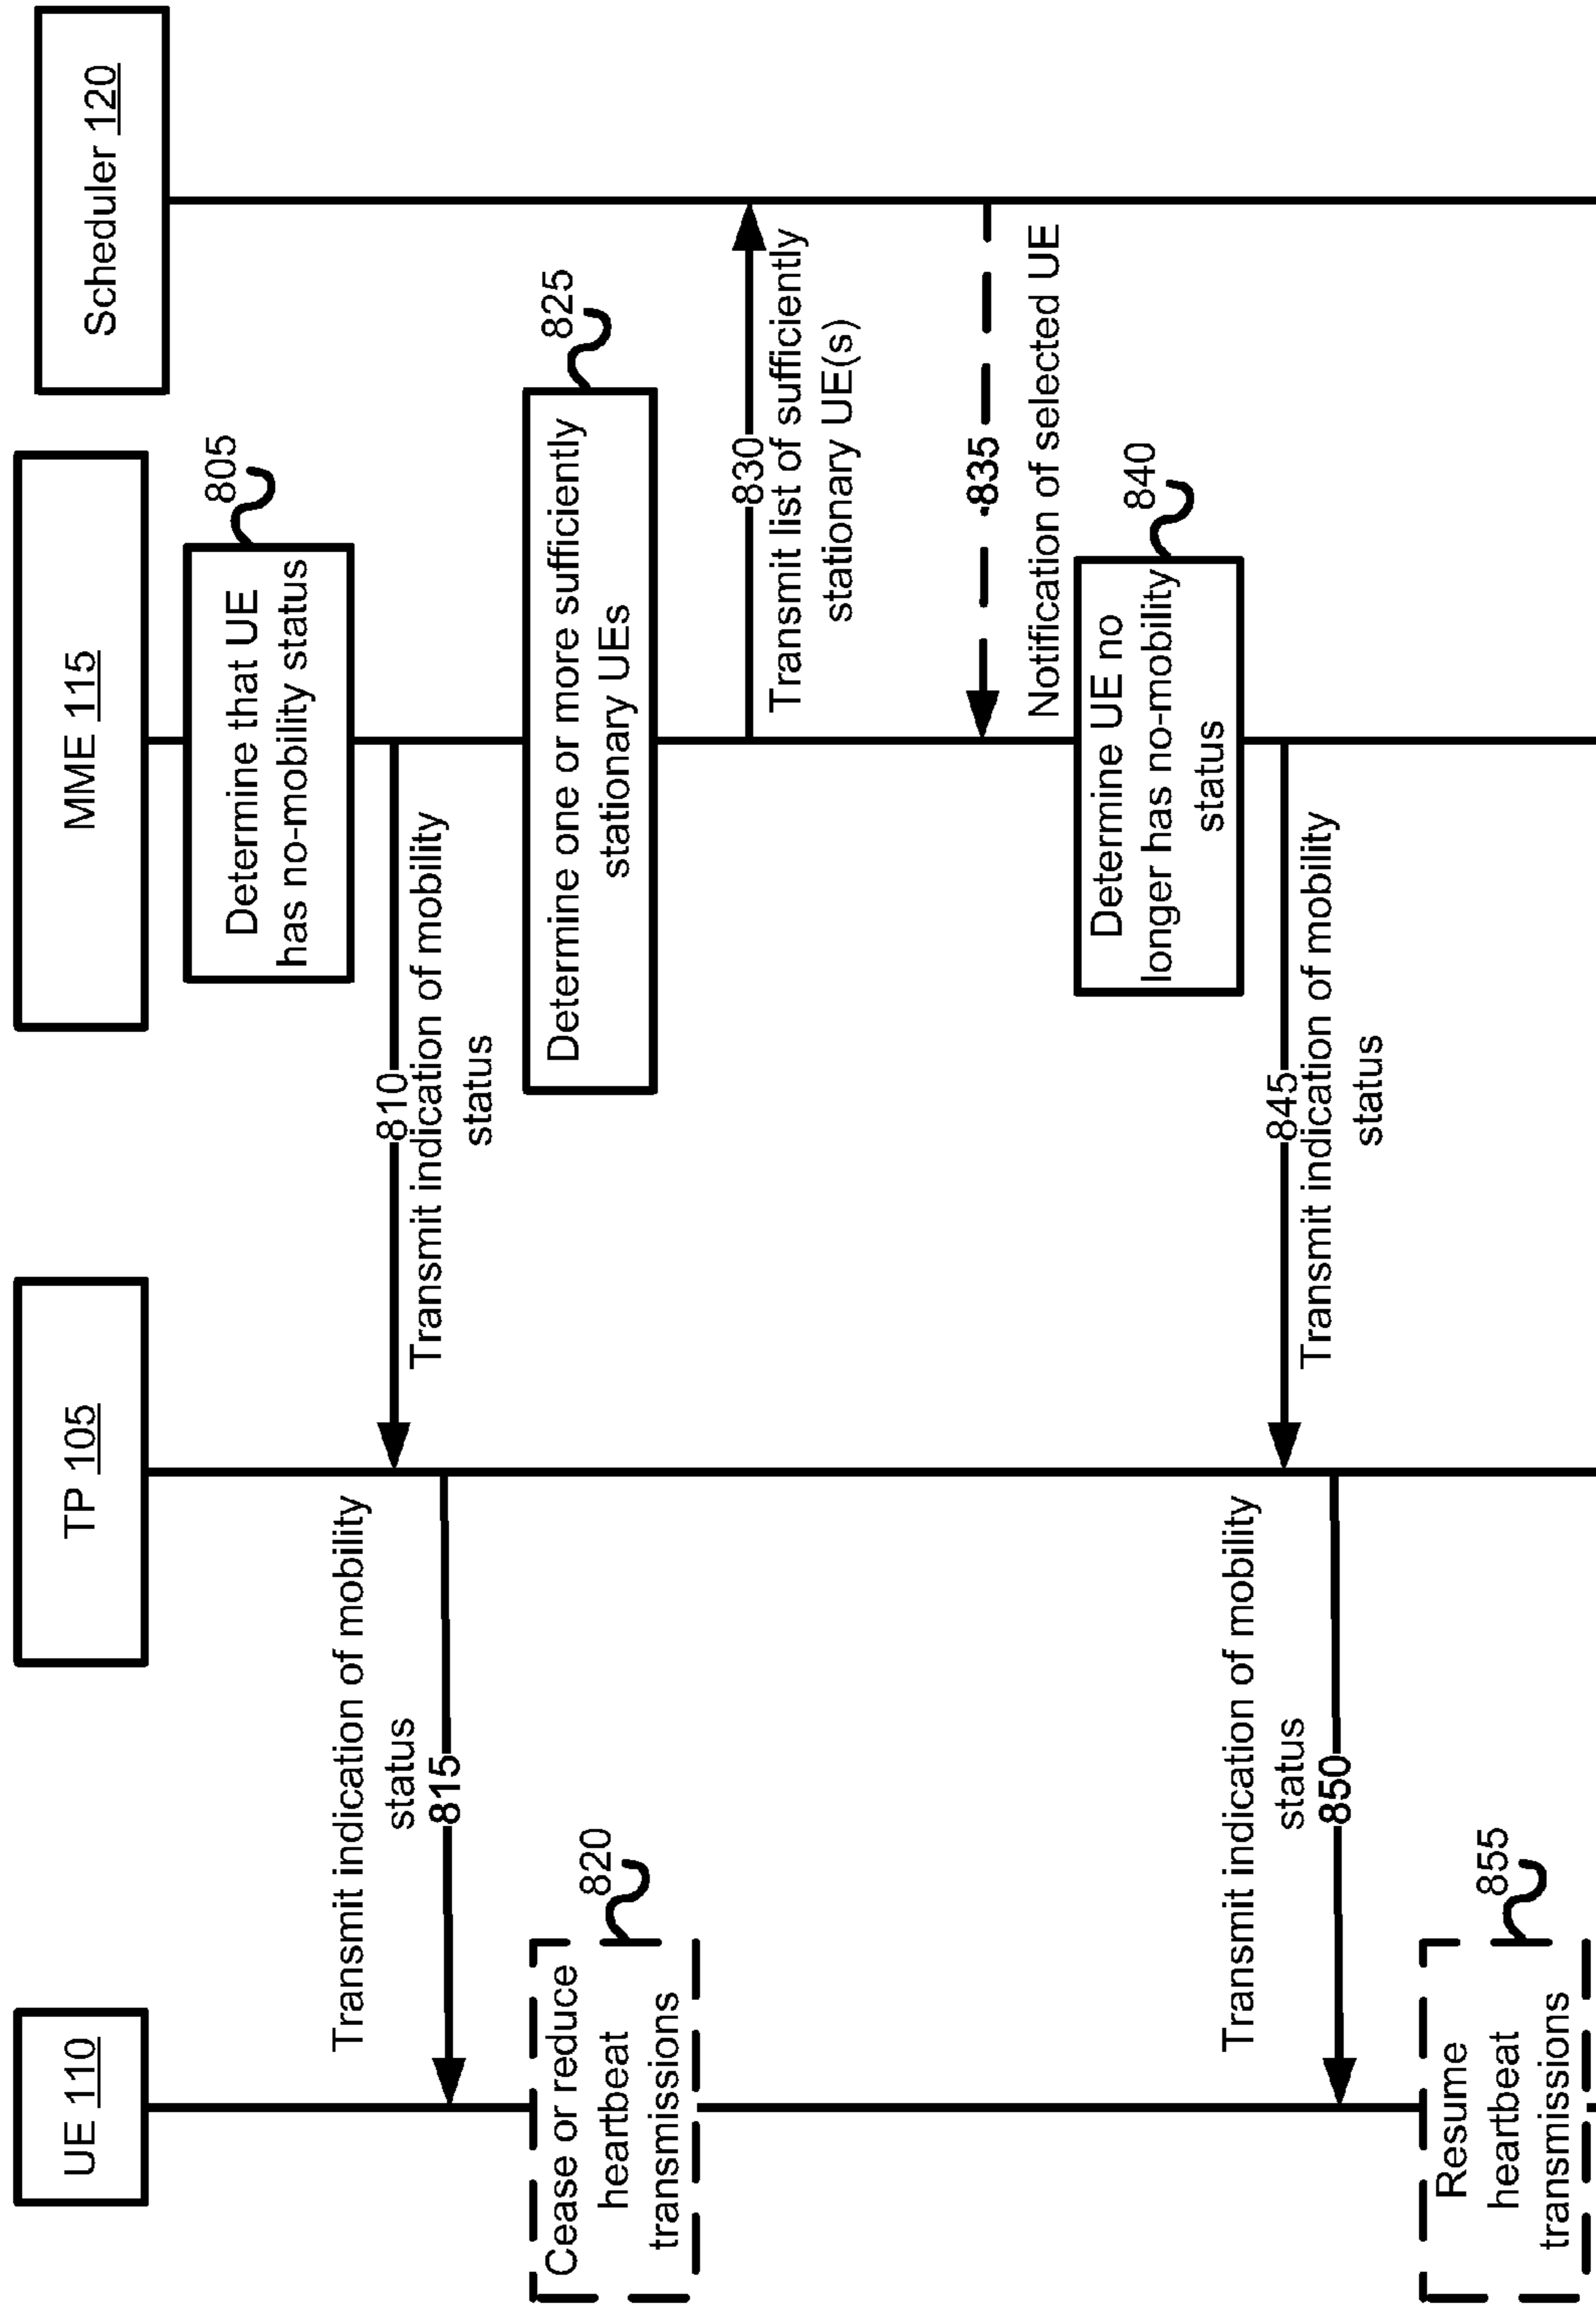 UE 110
TP 105
MME 115
Scheduler 120
Determine that UE
has no-mobility status
805
810
Transmit indication of mobility
status
Transmit indication of mobility
status
815
Cease or reduce
heartbeat
transmissions
820
Determine one or more sufficiently
stationary UEs
825
830
Transmit list of sufficiently
stationary UE(s)
835
Notification of selected UE
Determine UE no
longer has no-mobility
status
840
845
Transmit indication of mobility
status
Transmit indication of mobility
status
850
Resume
heartbeat
transmissions
855